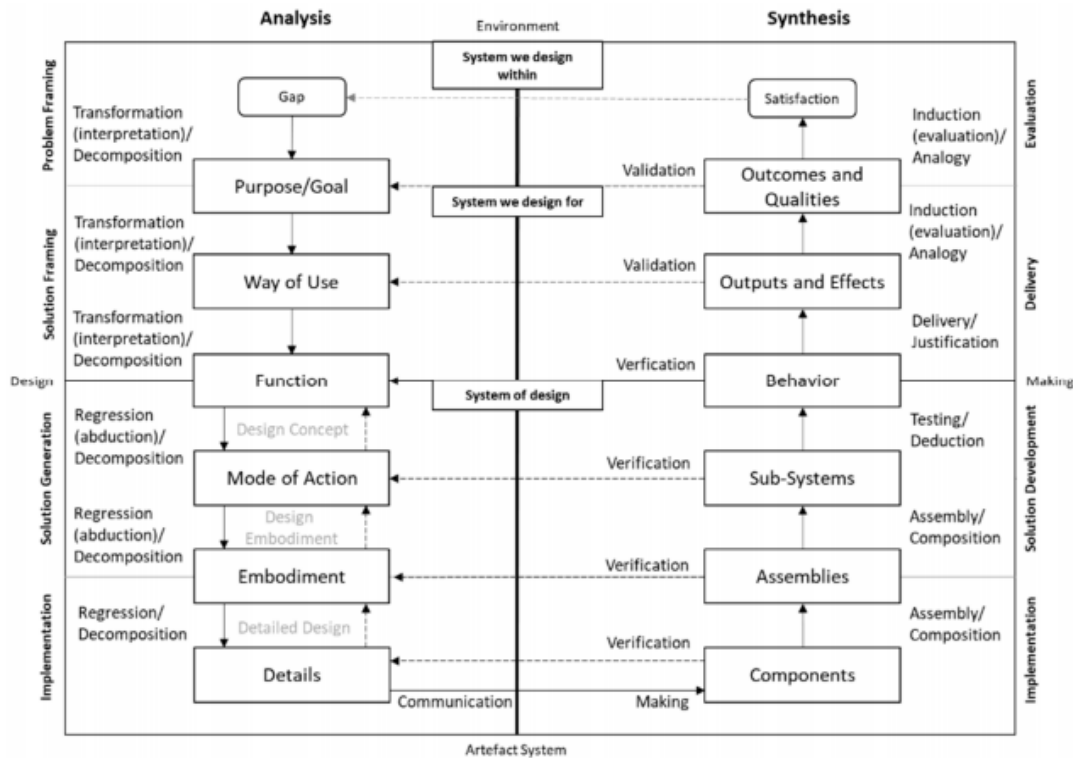 Analysis
Environment
Synthesis
System we design
within
Problem Framing
Gap
Satisfaction
Evaluation
Transformation
(interpretation)/
Decomposition
Induction
(evaluation)/
Analogy
Purpose/Goal
Validation
Outcomes and
Qualities
System we design for
Solution Framing
Transformation
(interpretation)/
Decomposition
Induction
(evaluation)/
Analogy
Way of Use
Validation
Outputs and Effects
Delivery
Transformation
(interpretation)/
Decomposition
Delivery/
Justification
Function
Verfication
Behavior
Design
System of design
Making
Solution Generation
Regression
(abduction)/
Decomposition
Design Concept
Testing/
Deduction
Solution Development
Mode of Action
Verification
Sub-Systems
Regression
(abduction)/
Decomposition
Design
Embodiment
Assembly/
Composition
Embodiment
Verification
Assemblies
Implementation
Regression/
Decomposition
Detailed Design
Assembly/
Composition
Implementation
Verification
Details
Components
Communication
Making
Artefact System